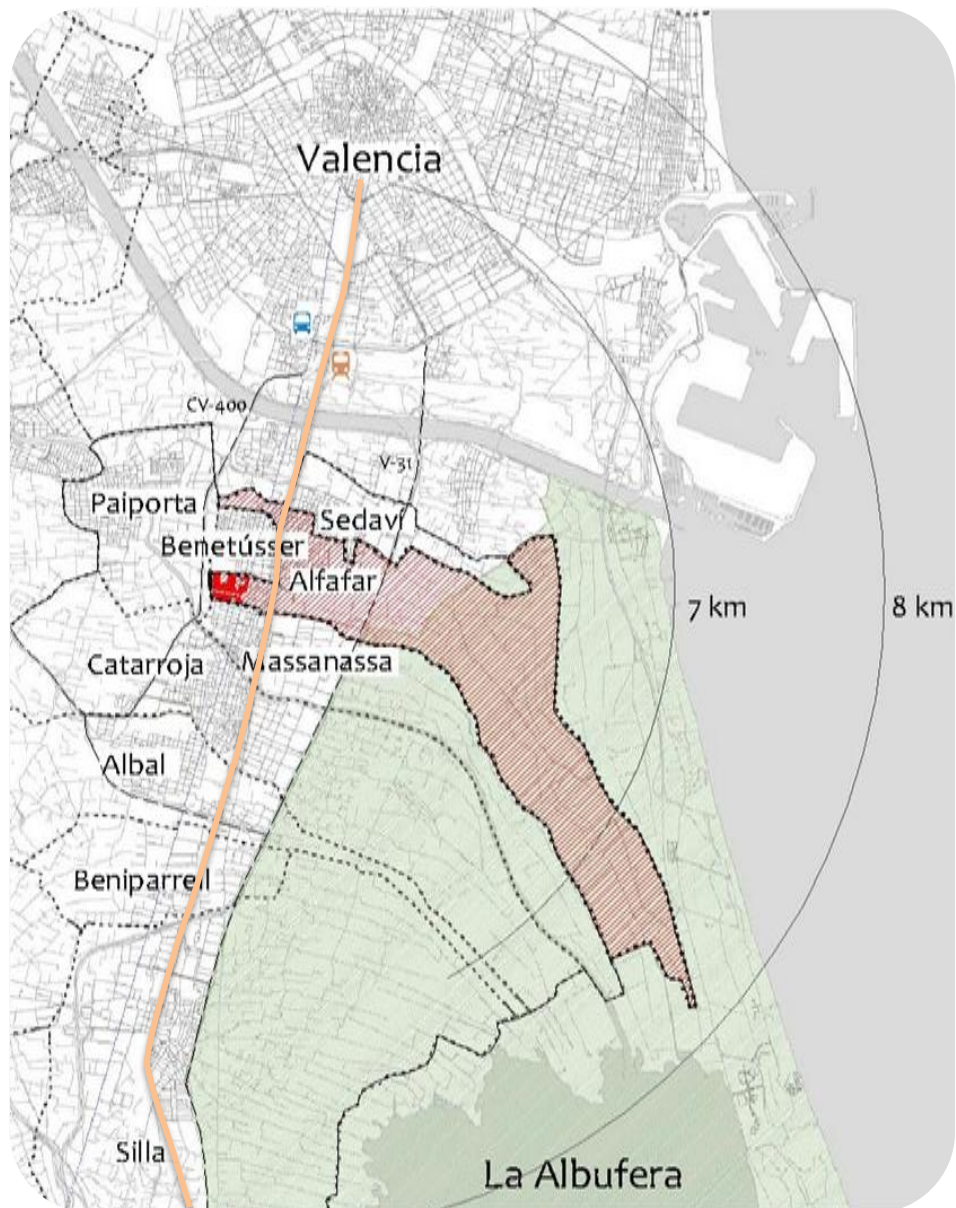 Valencia
CV-400
V-31
Paiporta
Sedaví
Benetússer
Alfafar
7 km
8 km
Catarroja
Massanassa
Albal
Beniparrell
Silla
La Albufera